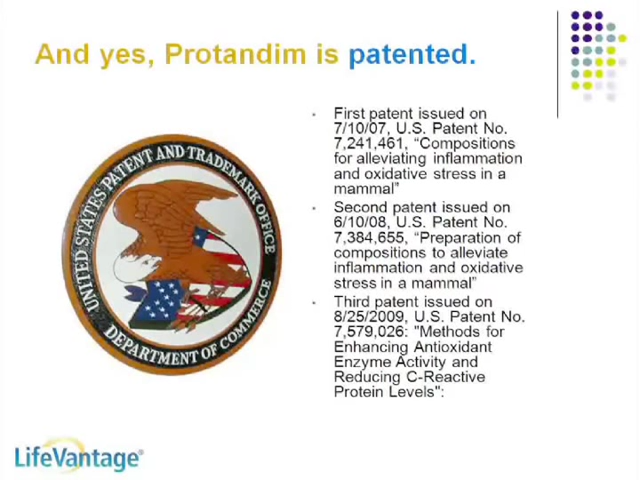 And yes, Protandim is patented.
UNITED STATES PATENT AND TRADEMARK OFFICE
DEPARTMENT OF COMMERCE
• First patent issued on
7/10/07, U.S. Patent No.
7,241,461, “Compositions
for alleviating inflammation
and oxidative stress in a
mammal”
• Second patent issued on
6/10/08, U.S. Patent No.
7,384,655, “Preparation of
compositions to alleviate
inflammation and oxidative
stress in a mammal”
• Third patent issued on
8/25/2009, U.S. Patent No.
7,579,026: "Methods for
Enhancing Antioxidant
Enzyme Activity and
Reducing C-Reactive
Protein Levels":
LifeVantage®